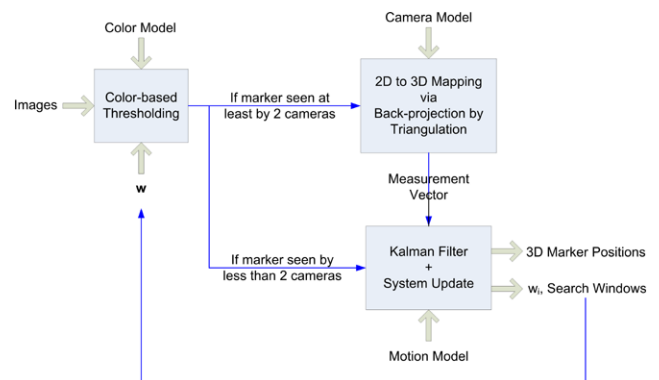 Color Model
Images
Color-based
Thresholding
w
If marker seen at
least by 2 cameras
Camera Model
2D to 3D Mapping
via
Back-projection by
Triangulation
Measurement
Vector
If marker seen by
less than 2 cameras
Kalman Filter
+
System Update
3D Marker Positions
wᵢ, Search Windows
Motion Model